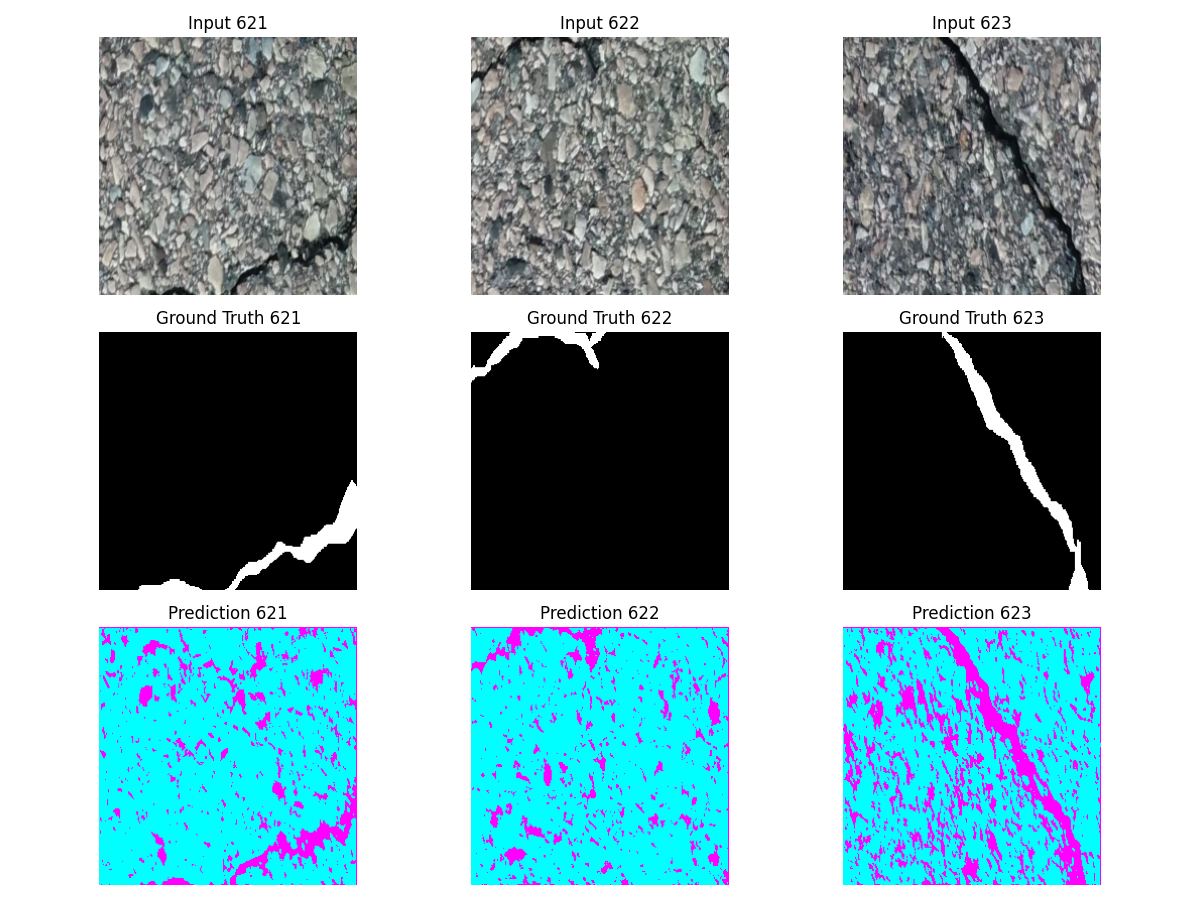 Input 621
Input 622
Input 623
Ground Truth 621
Ground Truth 622
Ground Truth 623
Prediction 621
Prediction 622
Prediction 623